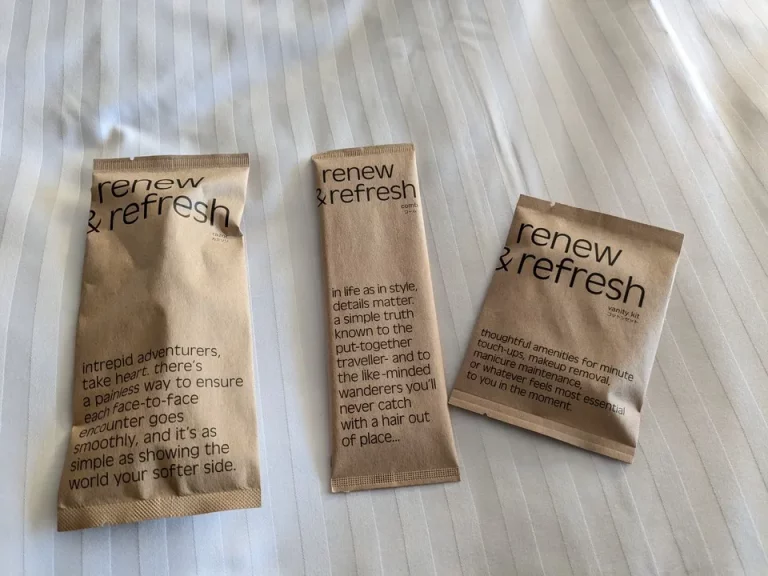 renew
& refresh
intrepid adventurers,
take heart. there's
a painless way to ensure
each face-to-face
encounter goes
smoothly, and it's as
simple as showing the
world your softer side.
renew
& refresh
comb
コーム
in life as in style,
details matter.
a simple truth
known to the
put-together
traveller- and to
the like-minded
wanderers you'll
never catch
with a hair out
of place...
renew
& refresh
vanity kit
thoughtful amenities for minute
touch-ups, makeup removal,
manicure maintenance,
or whatever feels most essential
to you in the moment.